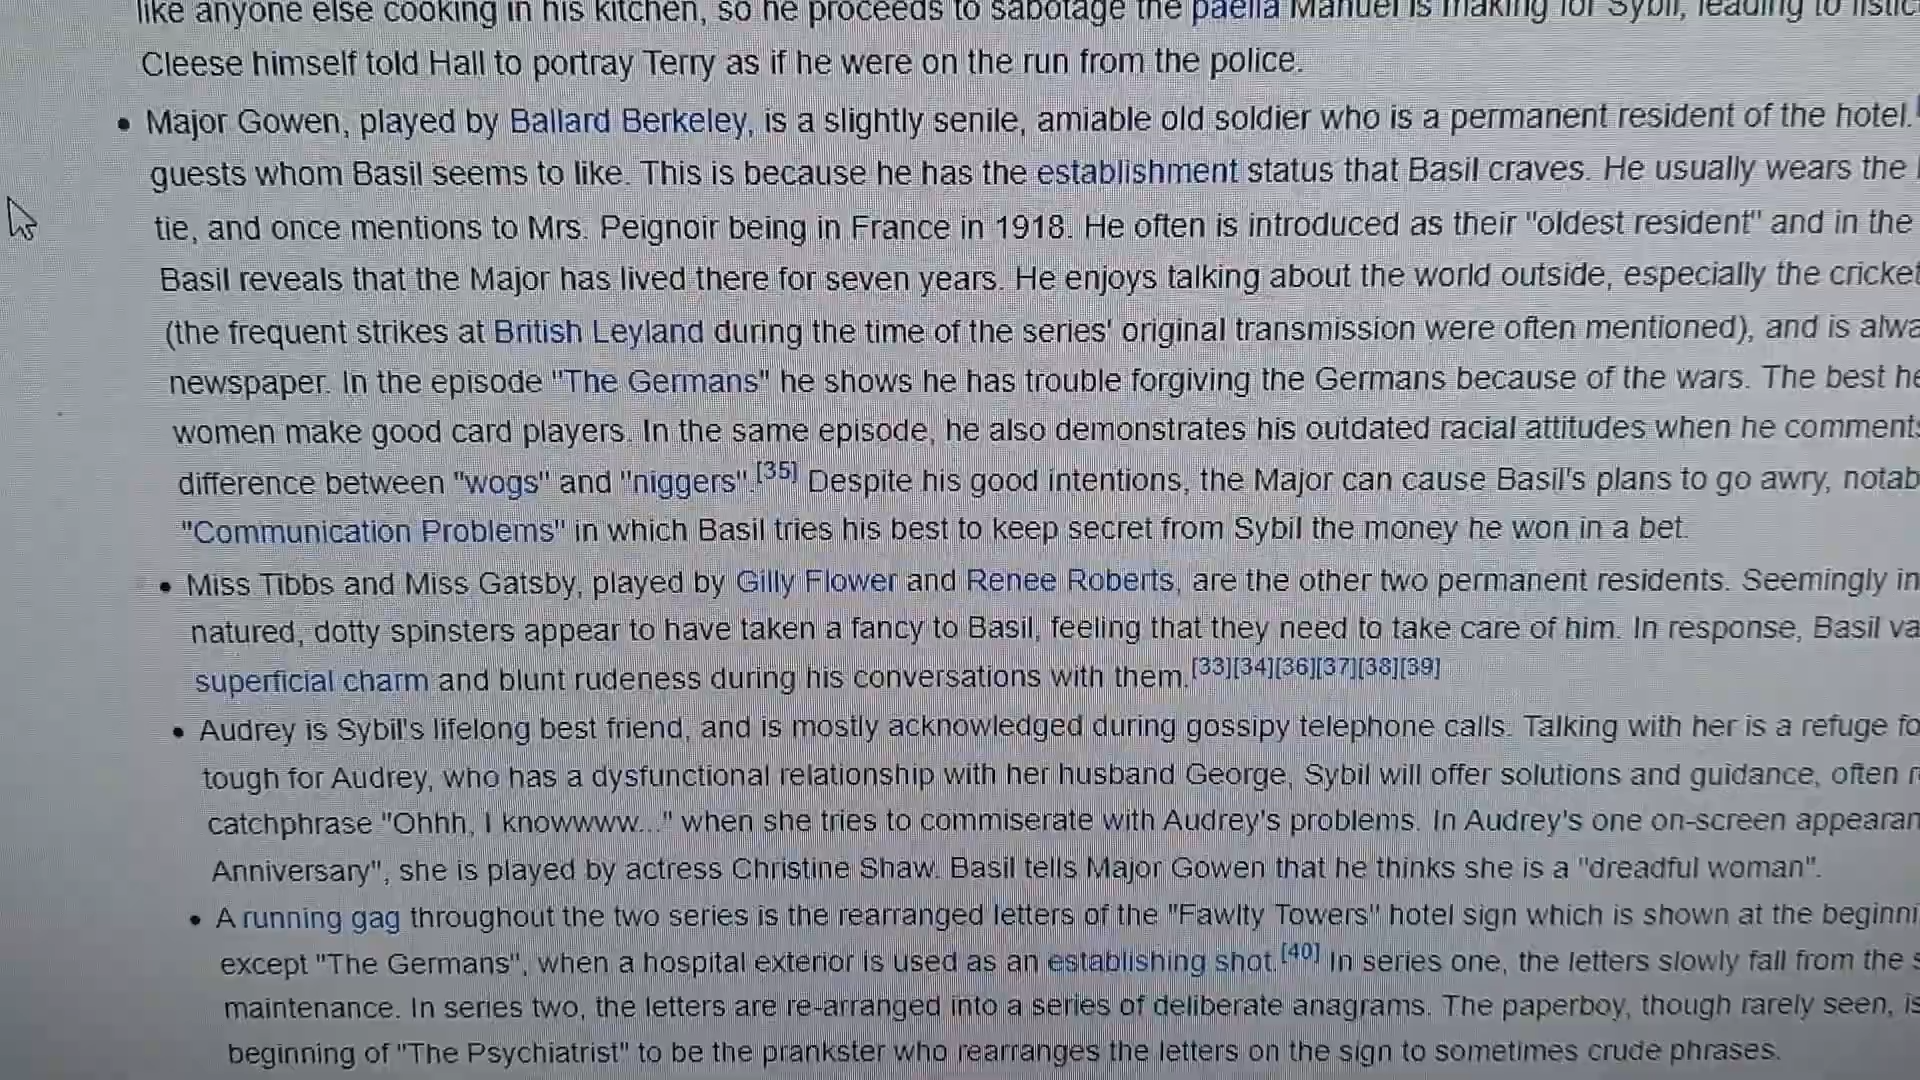 like anyone else cooking in his kitchen, so he proceeds to sabotage the paella Manuel is making for Sybil, leading to
Cleese himself told Hall to portray Terry as if he were on the run from the police.
• Major Gowen, played by Ballard Berkeley, is a slightly senile, amiable old soldier who is a permanent resident of the hotel.
guests whom Basil seems to like. This is because he has the establishment status that Basil craves. He usually wears the
tie, and once mentions to Mrs. Peignoir being in France in 1918. He often is introduced as their "oldest resident" and in the
Basil reveals that the Major has lived there for seven years. He enjoys talking about the world outside, especially the cricket
(the frequent strikes at British Leyland during the time of the series' original transmission were often mentioned), and is
newspaper. In the episode "The Germans" he shows he has trouble forgiving the Germans because of the wars. The best he
women make good card players. In the same episode, he also demonstrates his outdated racial attitudes when he comments
difference between "wogs" and "niggers".[35] Despite his good intentions, the Major can cause Basil's plans to go awry,
"Communication Problems" in which Basil tries his best to keep secret from Sybil the money he won in a bet.
• Miss Tibbs and Miss Gatsby, played by Gilly Flower and Renee Roberts, are the other two permanent residents. Seemingly
natured, dotty spinsters appear to have taken a fancy to Basil, feeling that they need to take care of him. In response, Basil
superficial charm and blunt rudeness during his conversations with them.[33][34][36][37][38][39]
• Audrey is Sybil's lifelong best friend, and is mostly acknowledged during gossipy telephone calls. Talking with her is a refuge
tough for Audrey, who has a dysfunctional relationship with her husband George, Sybil will offer solutions and guidance, often
catchphrase "Ohhh, I knowwww..." when she tries to commiserate with Audrey's problems. In Audrey's one on-screen
Anniversary", she is played by actress Christine Shaw. Basil tells Major Gowen that he thinks she is a "dreadful woman".
• A running gag throughout the two series is the rearranged letters of the "Fawlty Towers" hotel sign which is shown at the
except "The Germans", when a hospital exterior is used as an establishing shot.[40] In series one, the letters slowly fall from the
maintenance. In series two, the letters are re-arranged into a series of deliberate anagrams. The paperboy, though rarely seen, is
beginning of "The Psychiatrist" to be the prankster who rearranges the letters on the sign to sometimes crude phrases.